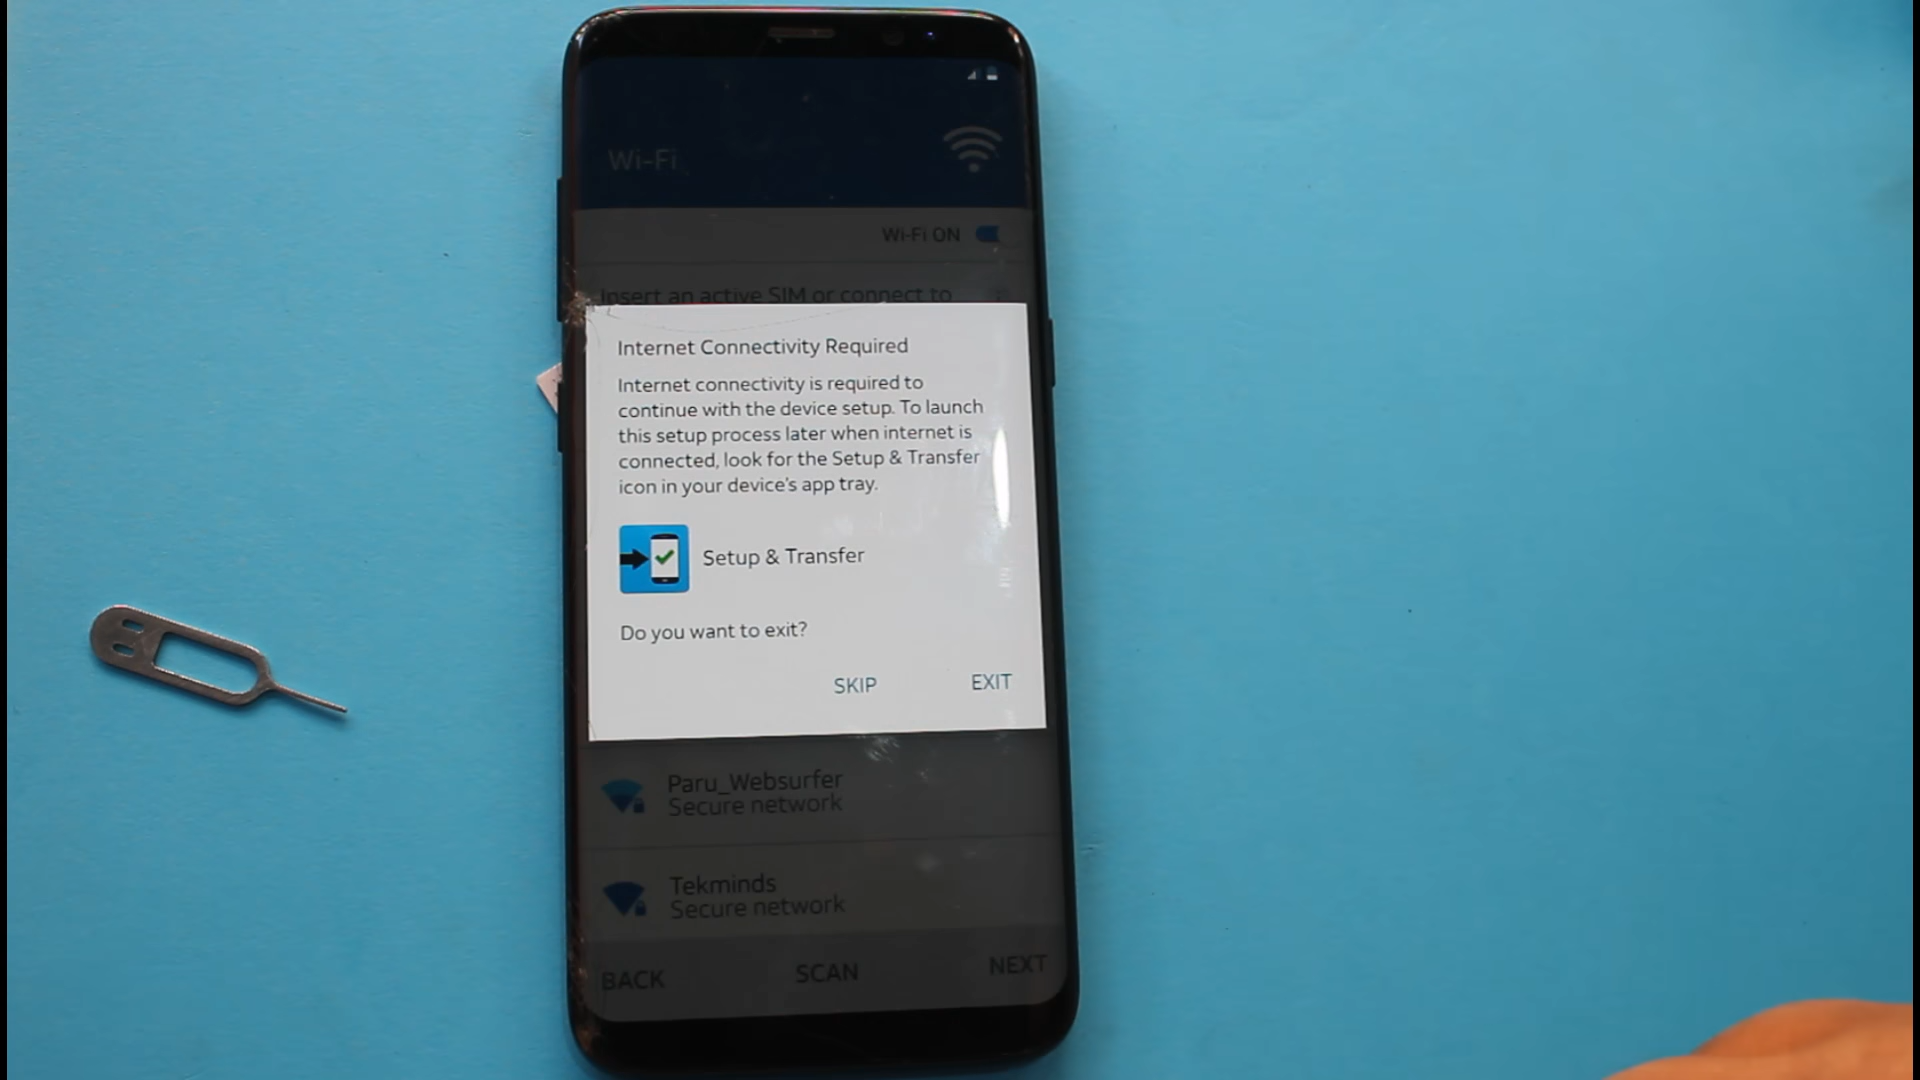 Wi-Fi
Wi-Fi ON
Insert an active SIM or connect to
Internet Connectivity Required
Internet connectivity is required to
continue with the device setup. To launch
this setup process later when internet is
connected, look for the Setup & Transfer
icon in your device's app tray.
Setup & Transfer
Do you want to exit?
SKIP EXIT
Paru_Websurfer
Secure network
Tekminds
Secure network
BACK SCAN NEXT